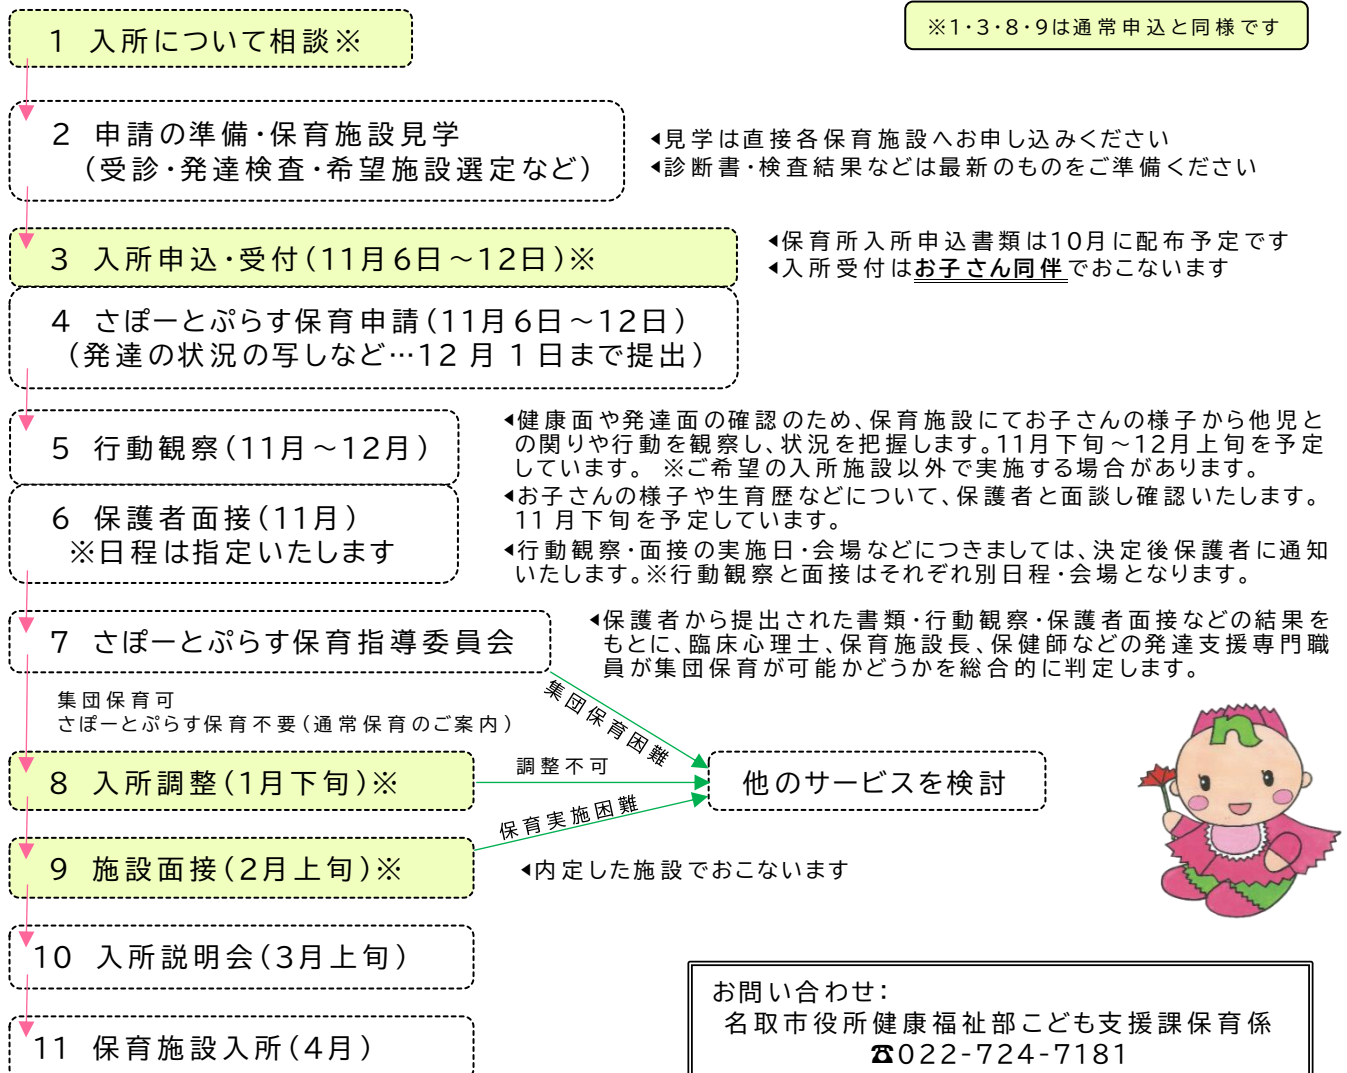 1 入所について相談※
※1・3・8・9は通常申込と同様です
2 申請の準備・保育施設見学
(受診・発達検査・希望施設選定など)
◀見学は直接各保育施設へお申し込みください
◀診断書・検査結果などは最新のものをご準備ください
3 入所申込・受付(11月6日～12日)※
◀保育所入所申込書類は10月に配布予定です
◀入所受付はお子さん同伴でおこないます
4 さぽーとぷらす保育申請(11月6日～12日)
(発達の状況の写しなど…12月1日まで提出)
5 行動観察(11月～12月)
◀健康面や発達面の確認のため、保育施設にてお子さんの様子から他児と
の関りや行動を観察し、状況を把握します。11月下旬～12月上旬を予定
しています。 ※ご希望の入所施設以外で実施する場合があります。
6 保護者面接(11月)
※日程は指定いたします
◀お子さんの様子や生育歴などについて、保護者と面談し確認いたします。
11月下旬を予定しています。
◀行動観察・面接の実施日・会場などにつきましては、決定後保護者に通知
いたします。※行動観察と面接はそれぞれ別日程・会場となります。
7 さぽーとぷらす保育指導委員会
◀保護者から提出された書類・行動観察・保護者面接などの結果を
もとに、臨床心理士、保育施設長、保健師などの発達支援専門職
員が集団保育が可能かどうかを総合的に判定します。
集団保育可
さぽーとぷらす保育不要(通常保育のご案内)
集団保育困難
8 入所調整(1月下旬)※
調整不可
他のサービスを検討
保育実施困難
9 施設面接(2月上旬)※
◀内定した施設でおこないます
10 入所説明会(3月上旬)
11 保育施設入所(4月)
お問い合わせ:
名取市役所健康福祉部こども支援課保育係
☎022-724-7181
n